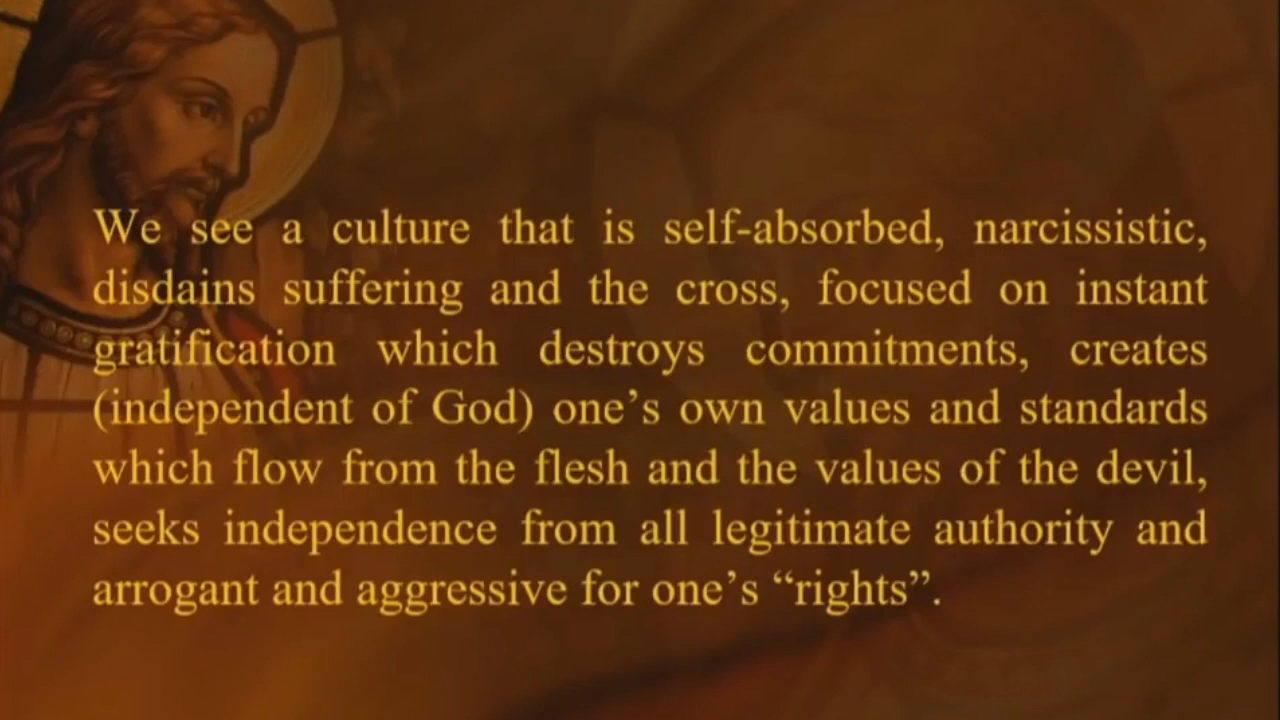 We see a culture that is self-absorbed, narcissistic,
disdains suffering and the cross, focused on instant
gratification which destroys commitments, creates
(independent of God) one’s own values and standards
which flow from the flesh and the values of the devil,
seeks independence from all legitimate authority and
arrogant and aggressive for one’s “rights”.